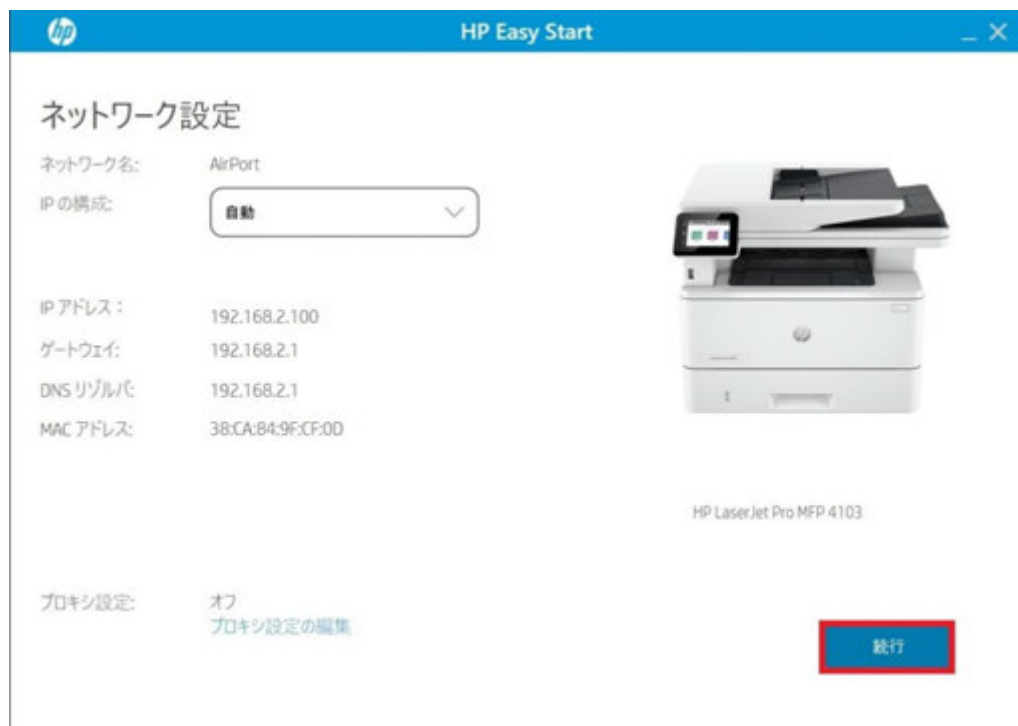 hp
HP Easy Start
ネットワーク設定
ネットワーク名: AirPort
IP の構成: 自動
IP アドレス： 192.168.2.100
ゲートウェイ: 192.168.2.1
DNS リゾルバ: 192.168.2.1
MAC アドレス: 38:CA:84:9F:CF:0D
HP LaserJet Pro MFP 4103
プロキシ設定: オフ
プロキシ設定の編集
続行